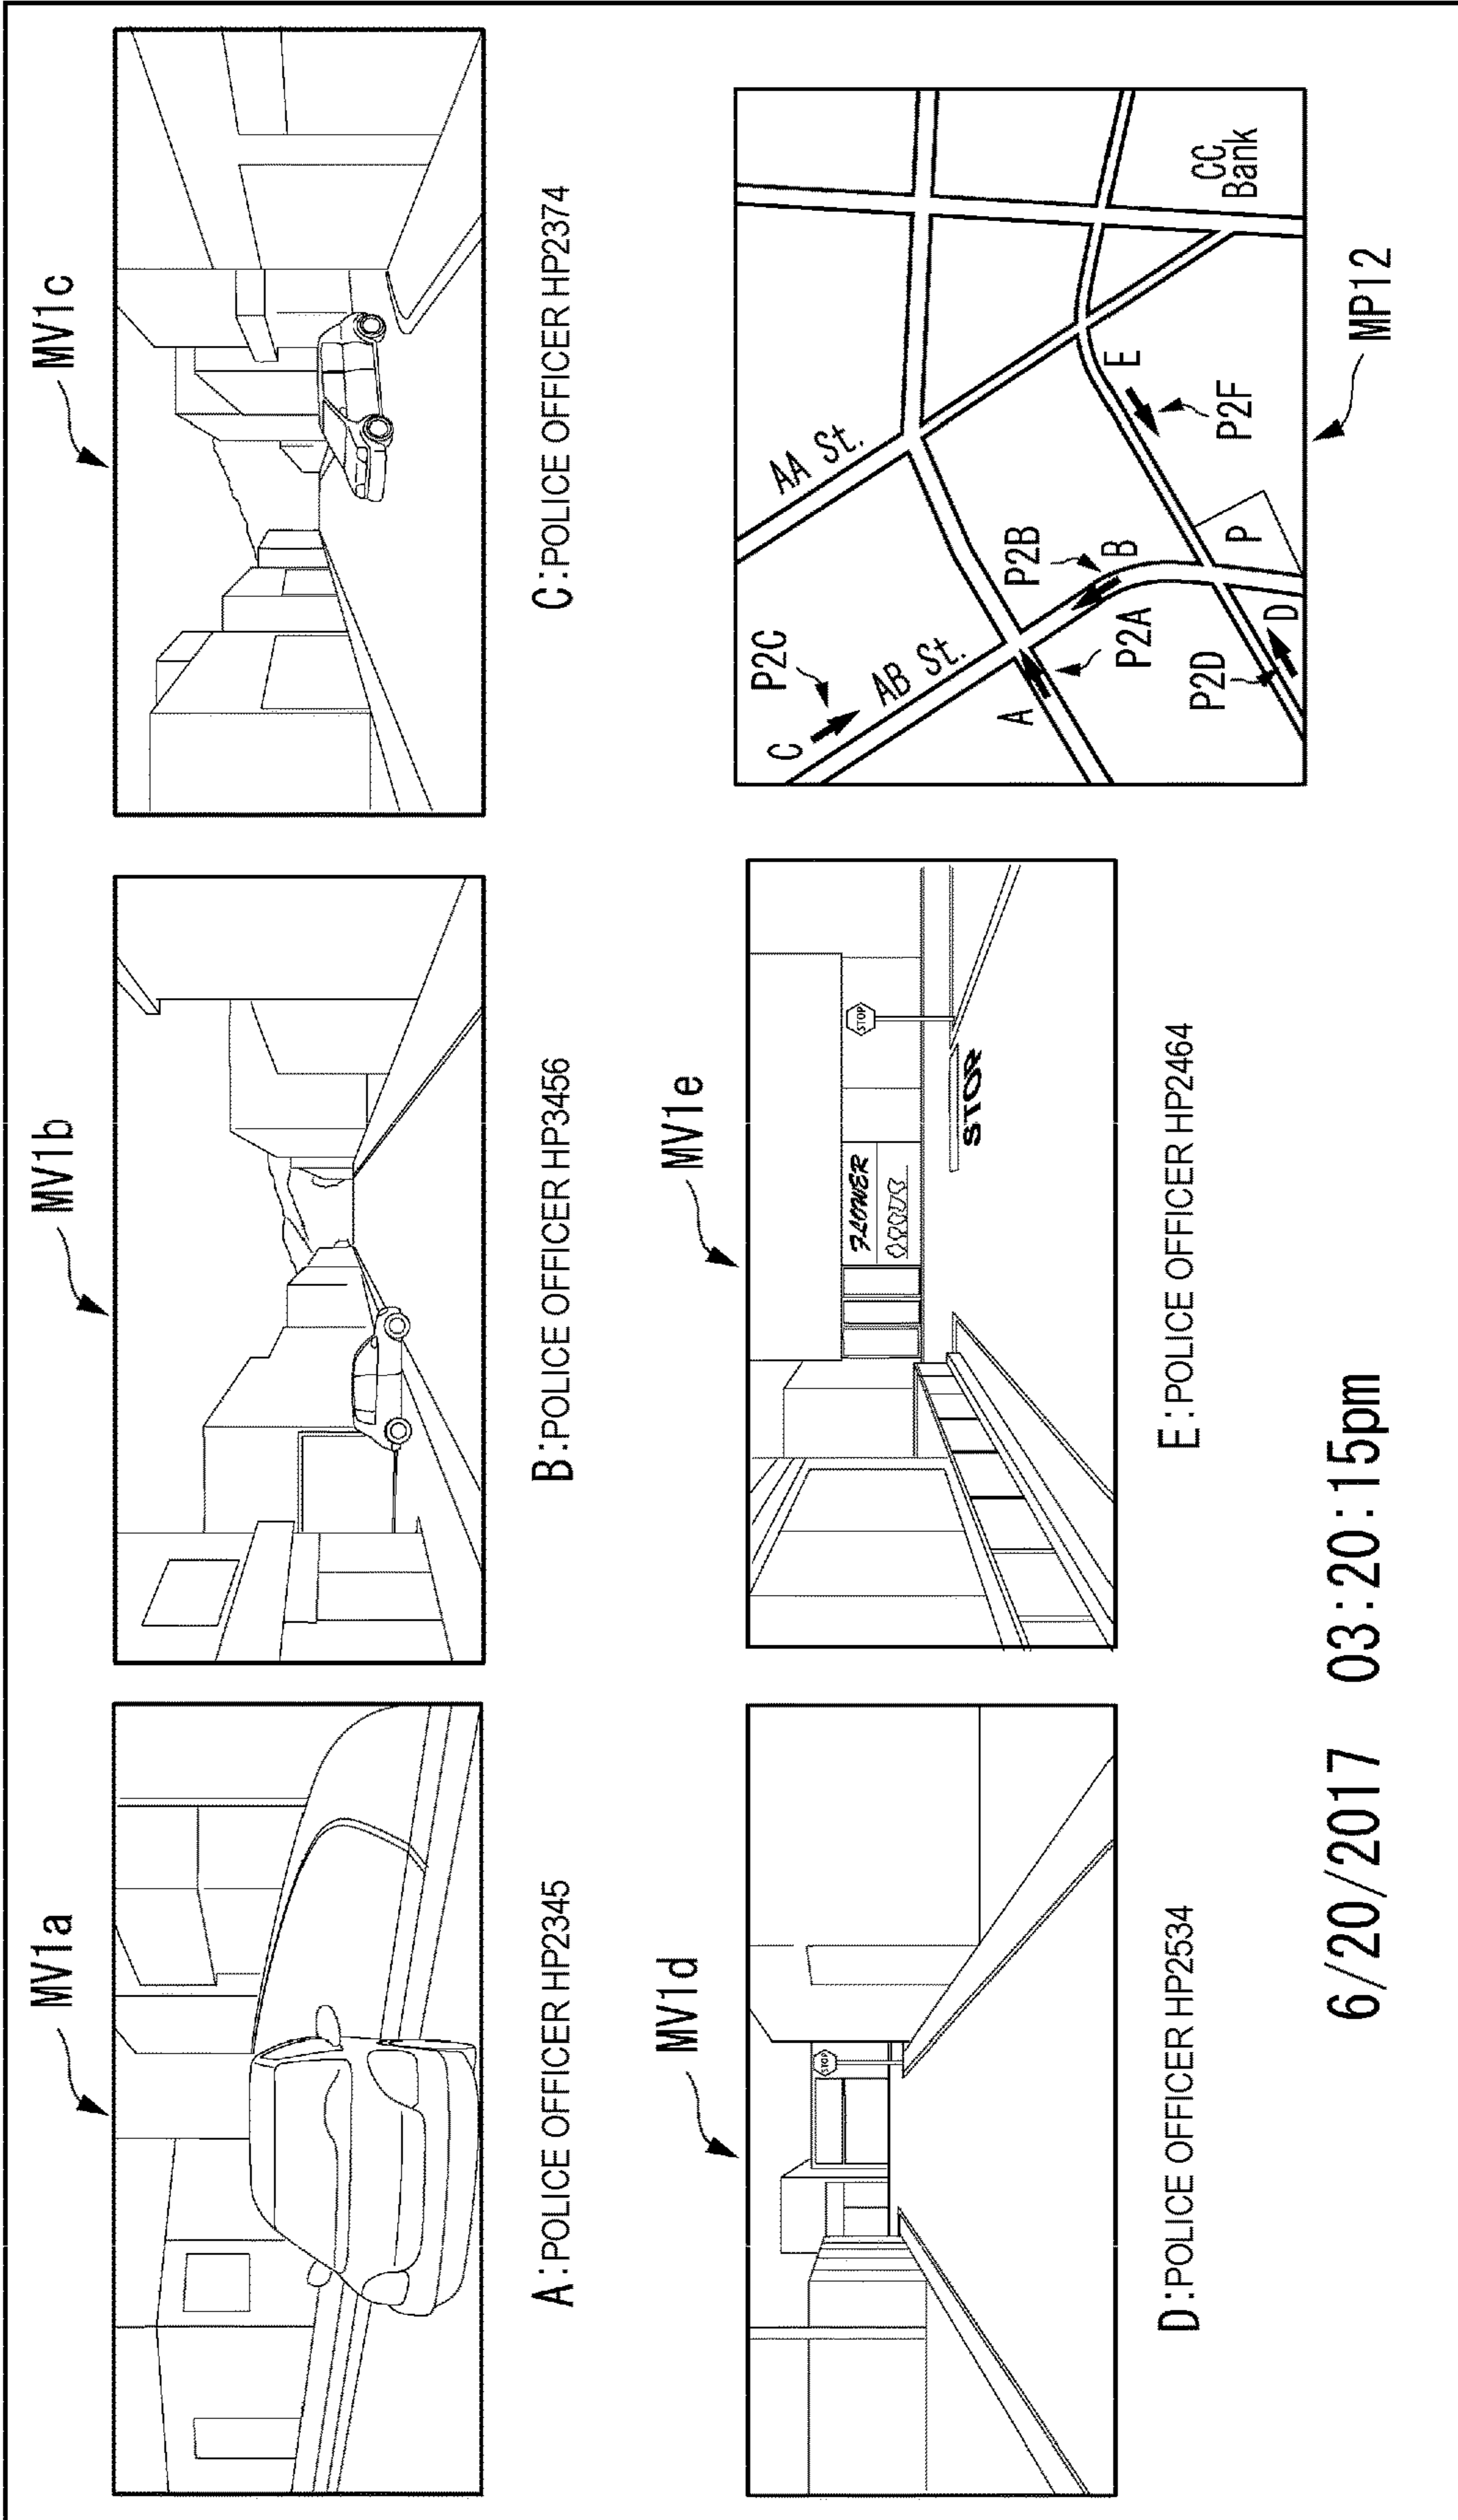 MV1a
MV1b
MV1c
A:POLICE OFFICER HP2345
B:POLICE OFFICER HP3456
C:POLICE OFFICER HP2374
MV1d
MV1e
STOP
STOP
FLOWER
STOP
D:POLICE OFFICER HP2534
E:POLICE OFFICER HP2464
AA St.
P2C
C
AB St.
P2B
B
A
P2A
P2D
D
P
E
P2F
CC
Bank
MP12
6/20/2017 03:20:15pm